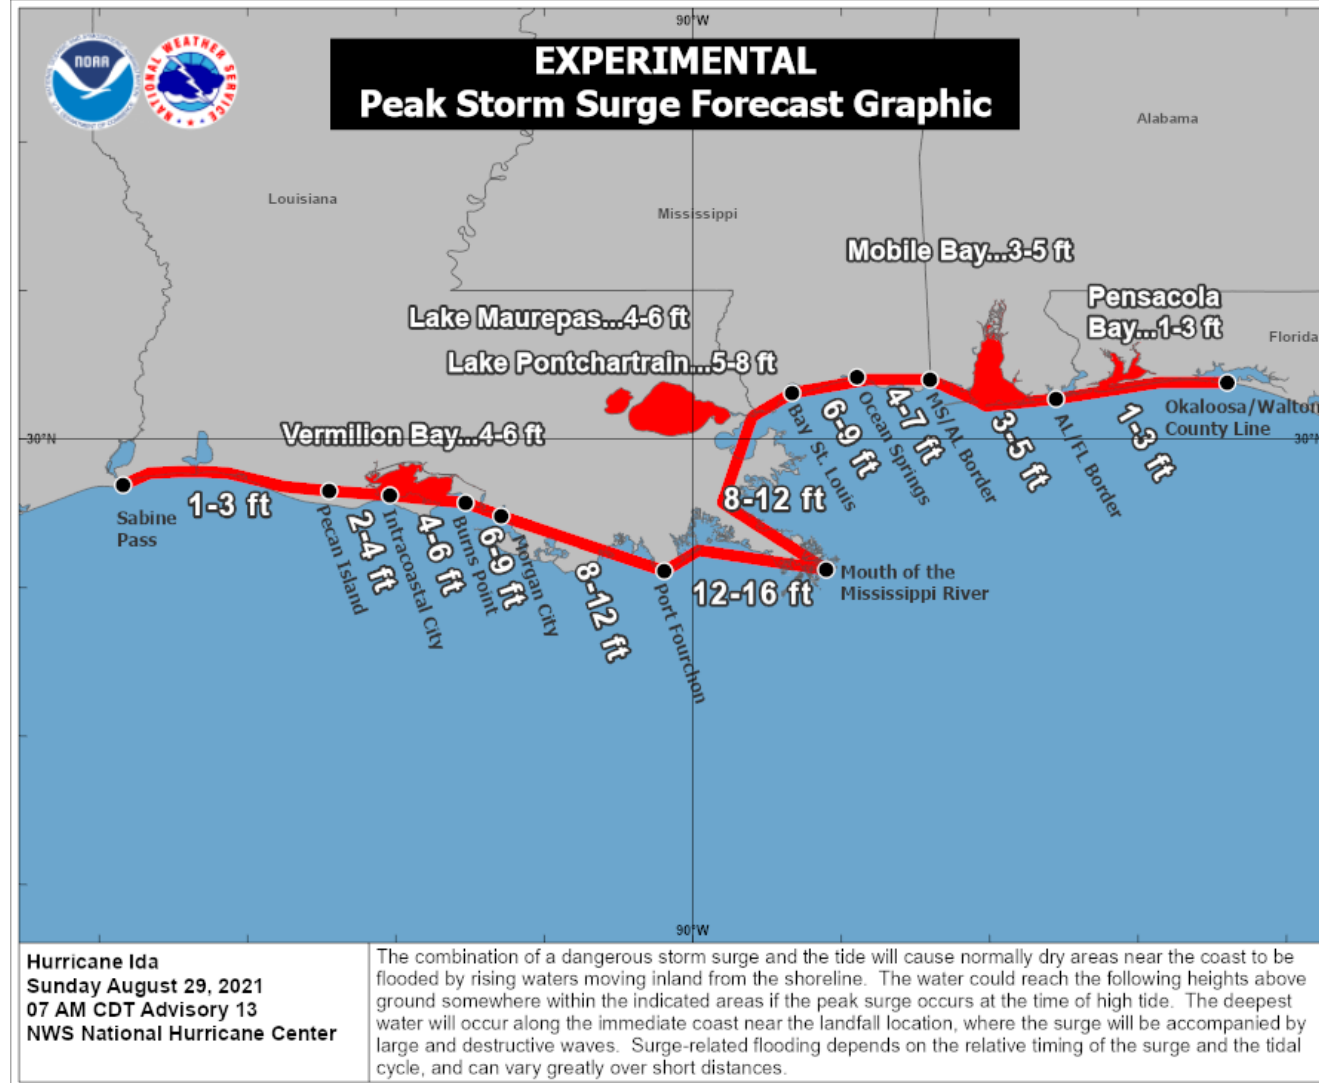 90°W
EXPERIMENTAL
Peak Storm Surge Forecast Graphic
NOAA
NATIONAL WEATHER SERVICE
Alabama
Louisiana
Mississippi
Mobile Bay...3-5 ft
Pensacola
Bay...1-3 ft
Lake Maurepas...4-6 ft
Florida
Lake Pontchartrain...5-8 ft
Vermilion Bay...4-6 ft
30°N
30°N
Sabine
Pass
1-3 ft
Pecan Island
2-4 ft
Intracoastal City
4-6 ft
Burns Point
6-9 ft
Morgan City
8-12 ft
Port Fourchon
12-16 ft
Mouth of the
Mississippi River
8-12 ft
Bay St. Louis
6-9 ft
Ocean Springs
4-7 ft
MS/AL Border
3-5 ft
AL/FL Border
1-3 ft
Okaloosa/Walton
County Line
90°W
Hurricane Ida
Sunday August 29, 2021
07 AM CDT Advisory 13
NWS National Hurricane Center
The combination of a dangerous storm surge and the tide will cause normally dry areas near the coast to be
flooded by rising waters moving inland from the shoreline. The water could reach the following heights above
ground somewhere within the indicated areas if the peak surge occurs at the time of high tide. The deepest
water will occur along the immediate coast near the landfall location, where the surge will be accompanied by
large and destructive waves. Surge-related flooding depends on the relative timing of the surge and the tidal
cycle, and can vary greatly over short distances.